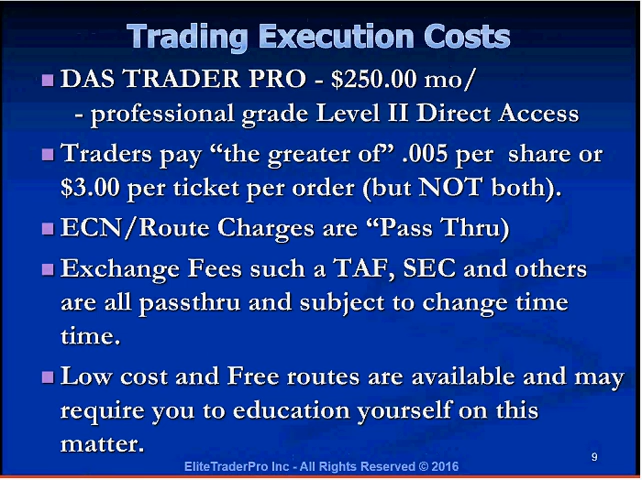 Trading Execution Costs
DAS TRADER PRO - $250.00 mo/
- professional grade Level II Direct Access
Traders pay “the greater of” .005 per share or
$3.00 per ticket per order (but NOT both).
ECN/Route Charges are “Pass Thru)
Exchange Fees such a TAF, SEC and others
are all passthru and subject to change time
time.
Low cost and Free routes are available and may
require you to education yourself on this
matter.
9
EliteTraderPro Inc - All Rights Reserved © 2016